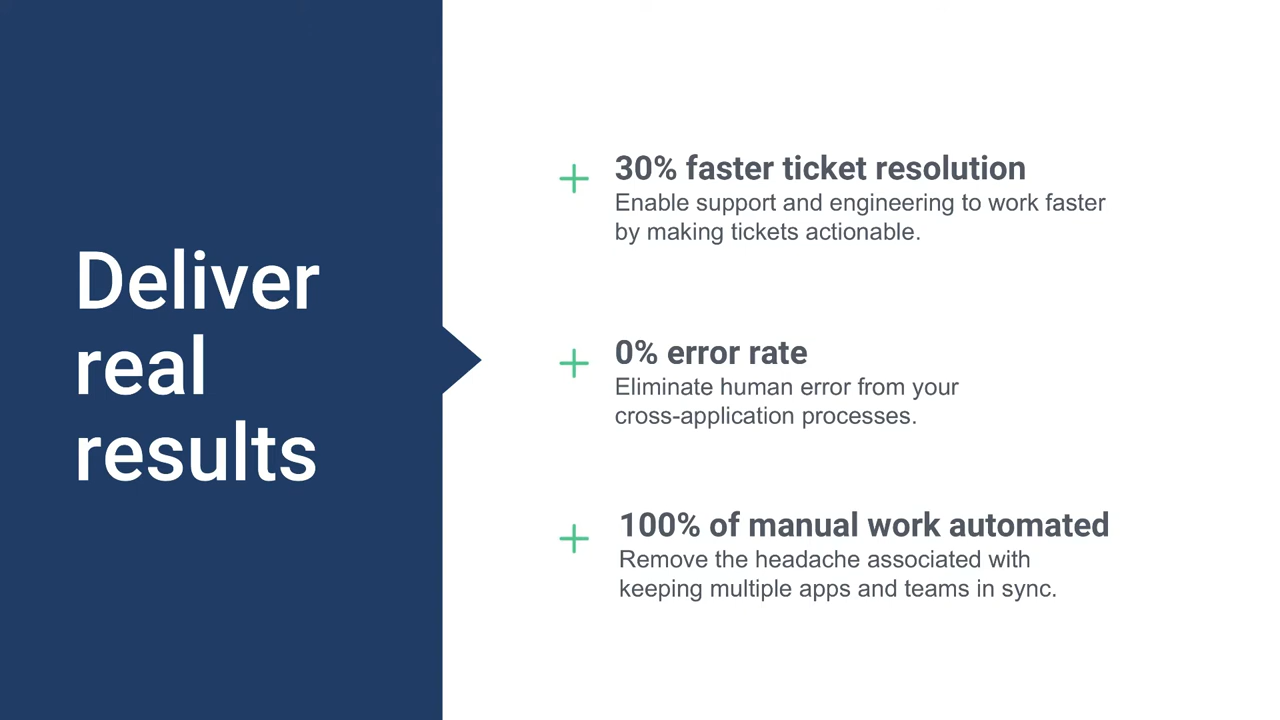 Deliver
real
results
30% faster ticket resolution
Enable support and engineering to work faster
by making tickets actionable.
0% error rate
Eliminate human error from your
cross-application processes.
100% of manual work automated
Remove the headache associated with
keeping multiple apps and teams in sync.